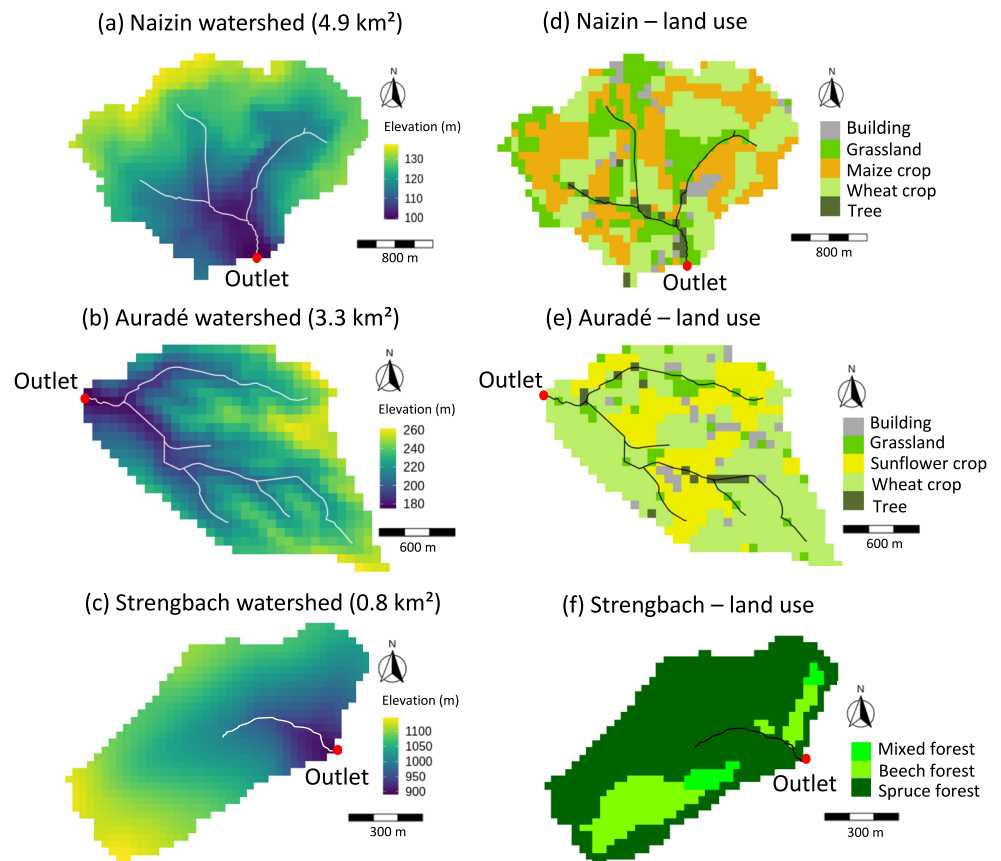 (a) Naizin watershed (4.9 km²)
N
Elevation (m)
130
120
110
100
800 m
Outlet
(d) Naizin – land use
N
Building
Grassland
Maize crop
Wheat crop
Tree
800 m
Outlet
(b) Auradé watershed (3.3 km²)
Outlet
N
Elevation (m)
260
240
220
200
180
600 m
(e) Auradé – land use
Outlet
N
Building
Grassland
Sunflower crop
Wheat crop
Tree
600 m
(c) Strengbach watershed (0.8 km²)
N
Elevation (m)
1100
1050
1000
950
900
Outlet
300 m
(f) Strengbach – land use
N
Mixed forest
Beech forest
Spruce forest
Outlet
300 m